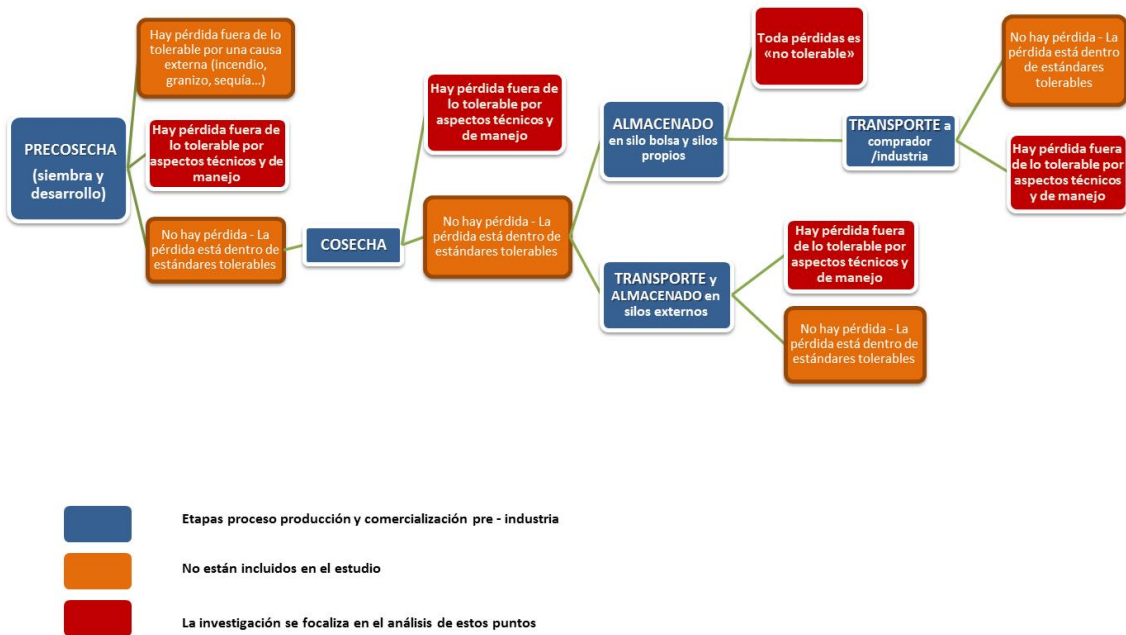 Hay pérdida fuera de lo
tolerable por una causa
externa (incendio,
granizo, sequía...)
PRECOSECHA
(siembra y
desarrollo)
Hay pérdida fuera de
lo tolerable por
aspectos técnicos y de
manejo
No hay pérdida - La
pérdida está dentro de
estándares tolerables
COSECHA
Hay pérdida fuera de
lo tolerable por
aspectos técnicos y
de manejo
No hay pérdida - La
pérdida está dentro de
estándares tolerables
ALMACENADO
en silo bolsa y silos
propios
TRANSPORTE y
ALMACENADO en
silos externos
Toda pérdidas es
«no tolerable»
TRANSPORTE a
comprador
/industria
No hay pérdida - La
pérdida está dentro
de estándares
tolerables
Hay pérdida fuera
de lo tolerable por
aspectos técnicos
y de manejo
Hay pérdida fuera
de lo tolerable por
aspectos técnicos y
de manejo
No hay pérdida - La
pérdida está dentro de
estándares tolerables
Etapas proceso producción y comercialización pre - industria
No están incluidos en el estudio
La investigación se focaliza en el análisis de estos puntos